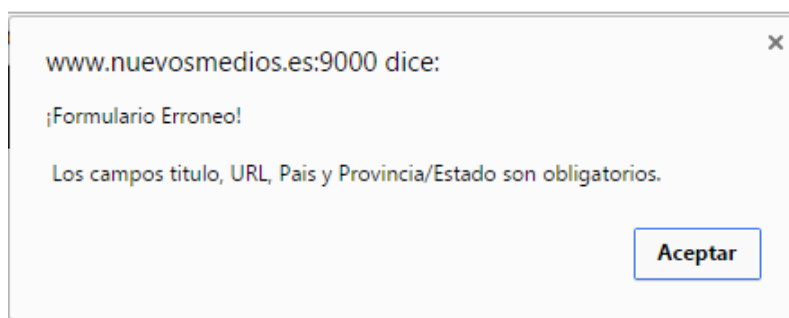 www.nuevosmedios.es:9000 dice:
¡Formulario Erroneo!
Los campos titulo, URL, Pais y Provincia/Estado son obligatorios.
Aceptar